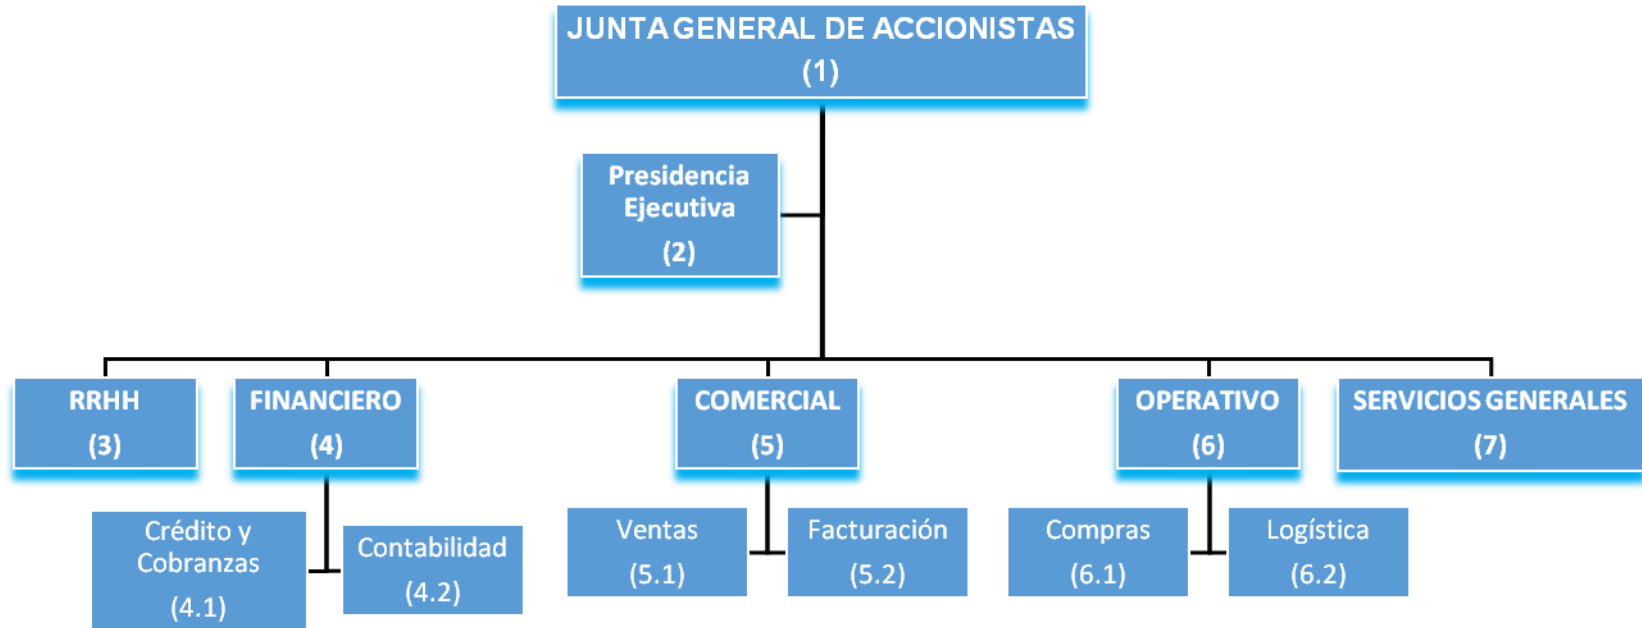 JUNTA GENERAL DE ACCIONISTAS
(1)
Presidencia
Ejecutiva
(2)
RRHH
(3)
FINANCIERO
(4)
COMERCIAL
(5)
OPERATIVO
(6)
SERVICIOS GENERALES
(7)
Crédito y
Cobranzas
(4.1)
Contabilidad
(4.2)
Ventas
(5.1)
Facturación
(5.2)
Compras
(6.1)
Logística
(6.2)